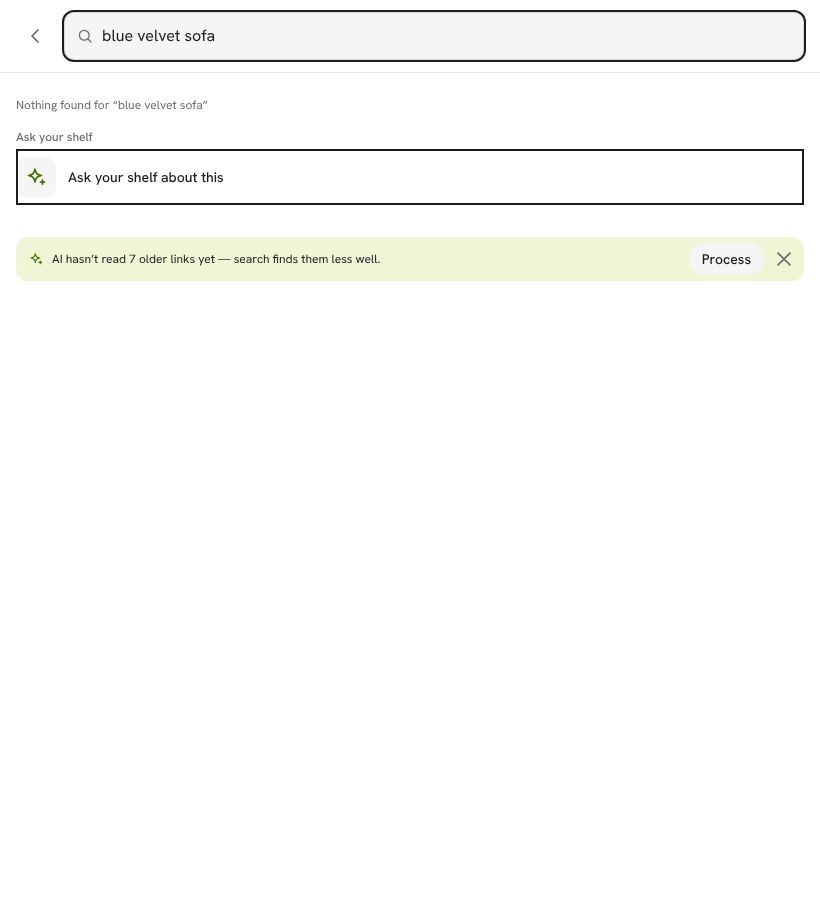 blue velvet sofa
Nothing found for “blue velvet sofa”
Ask your shelf
Ask your shelf about this
AI hasn’t read 7 older links yet — search finds them less well.
Process